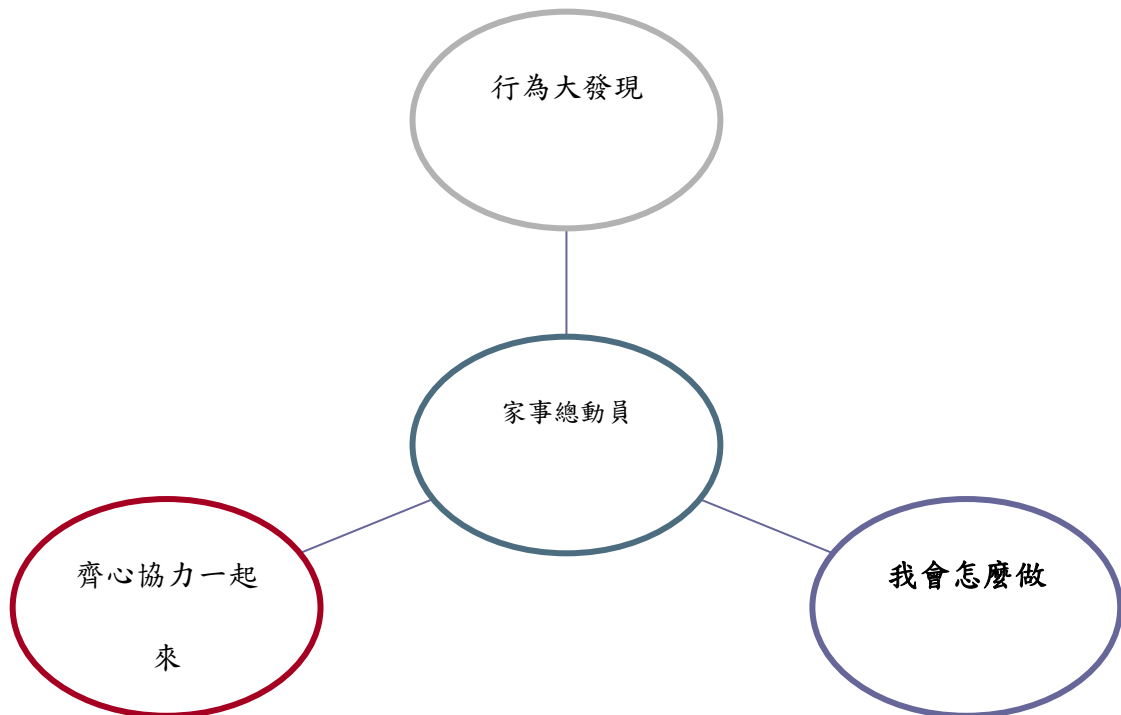 行為大發現
家事總動員
齊心協力一起
來
我會怎麼做